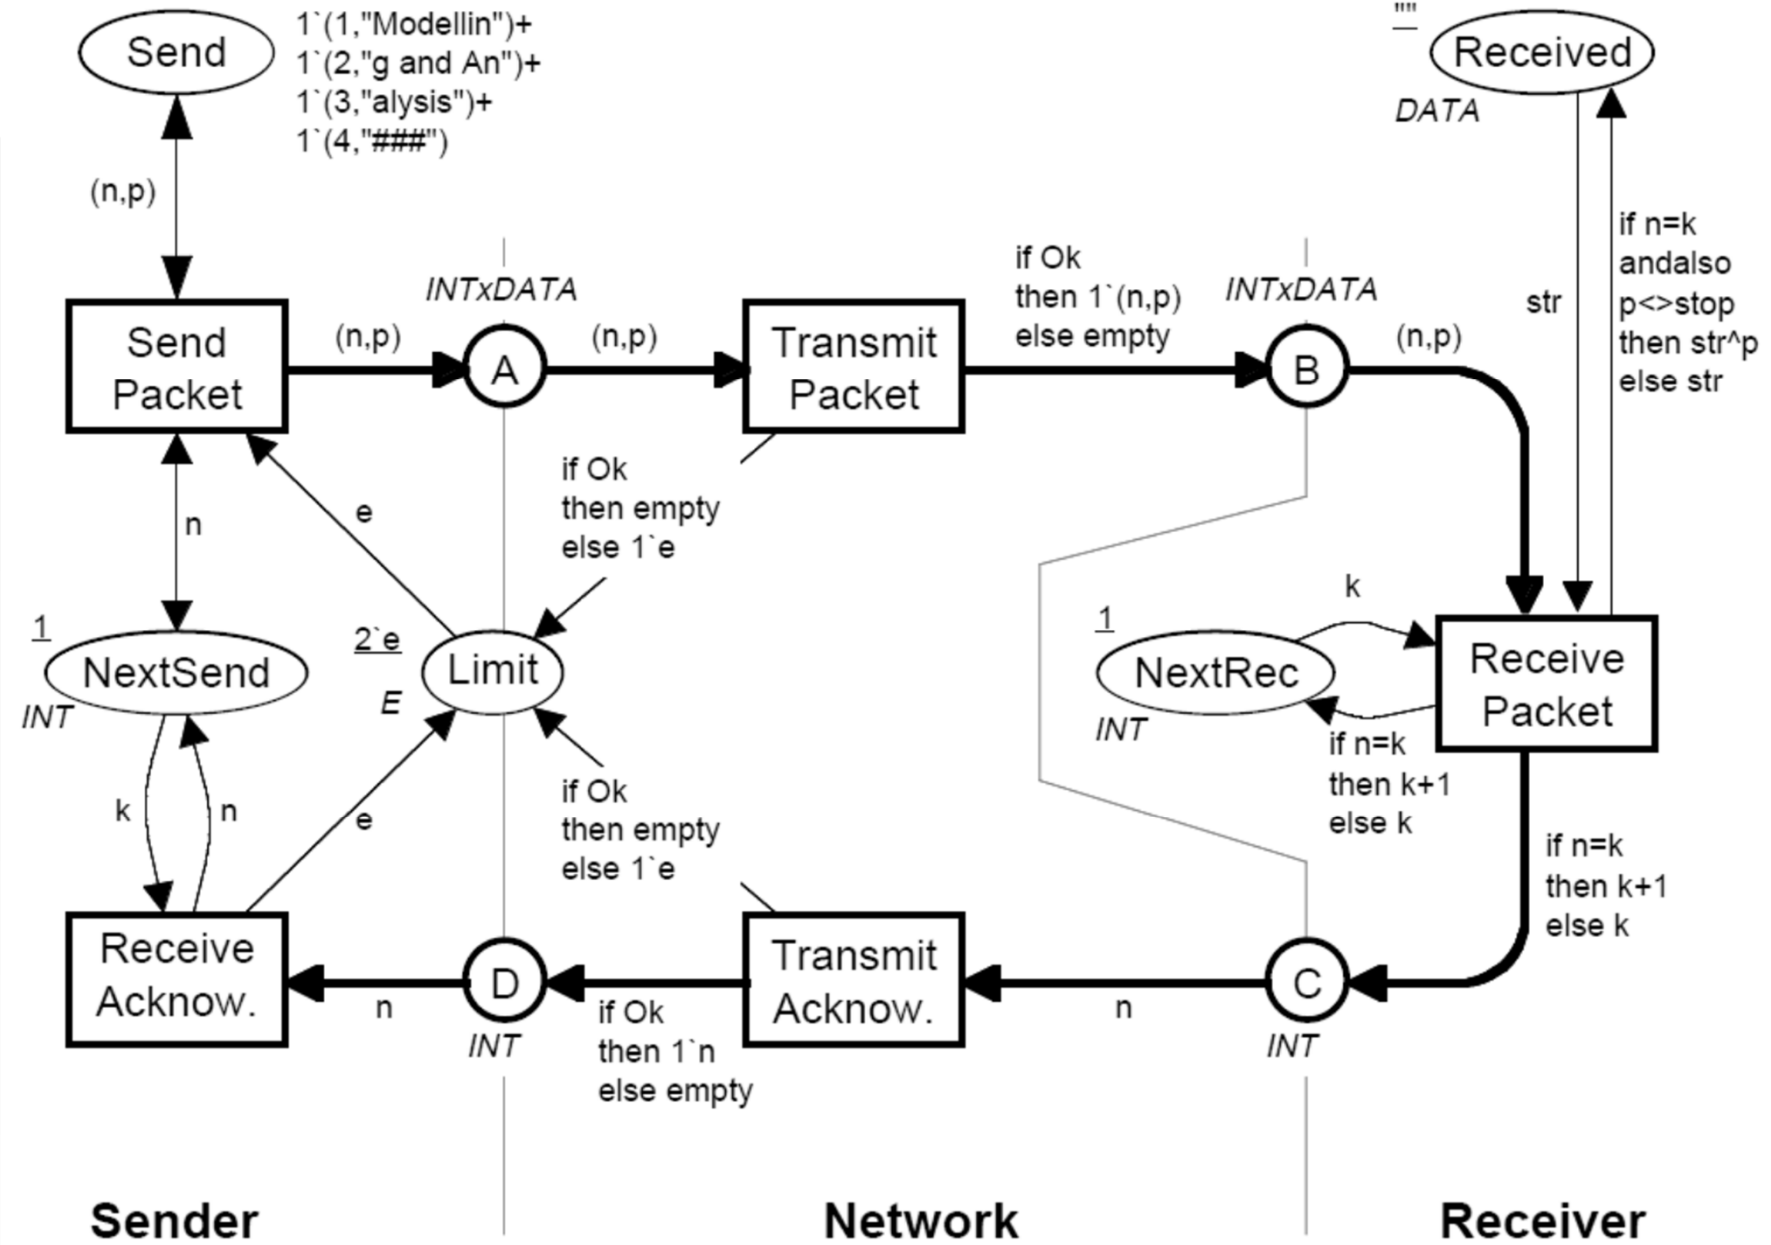 Send
1`(1,"Modellin")+
1`(2,"g and An")+
1`(3,"alysis")+
1`(4,"###")
""
Received
DATA
(n,p)
if n=k
andalso
p<>stop
then str^p
else str
str
INTxDATA
if Ok
then 1`(n,p)
else empty
INTxDATA
Send
Packet
(n,p)
A
(n,p)
Transmit
Packet
B
(n,p)
if Ok
then empty
else 1`e
e
n
k
1
NextSend
INT
2`e
Limit
E
1
NextRec
INT
Receive
Packet
if n=k
then k+1
else k
k
n
e
if Ok
then empty
else 1`e
if n=k
then k+1
else k
Receive
Acknow.
n
D
INT
if Ok
then 1`n
else empty
Transmit
Acknow.
n
C
INT
Sender
Network
Receiver